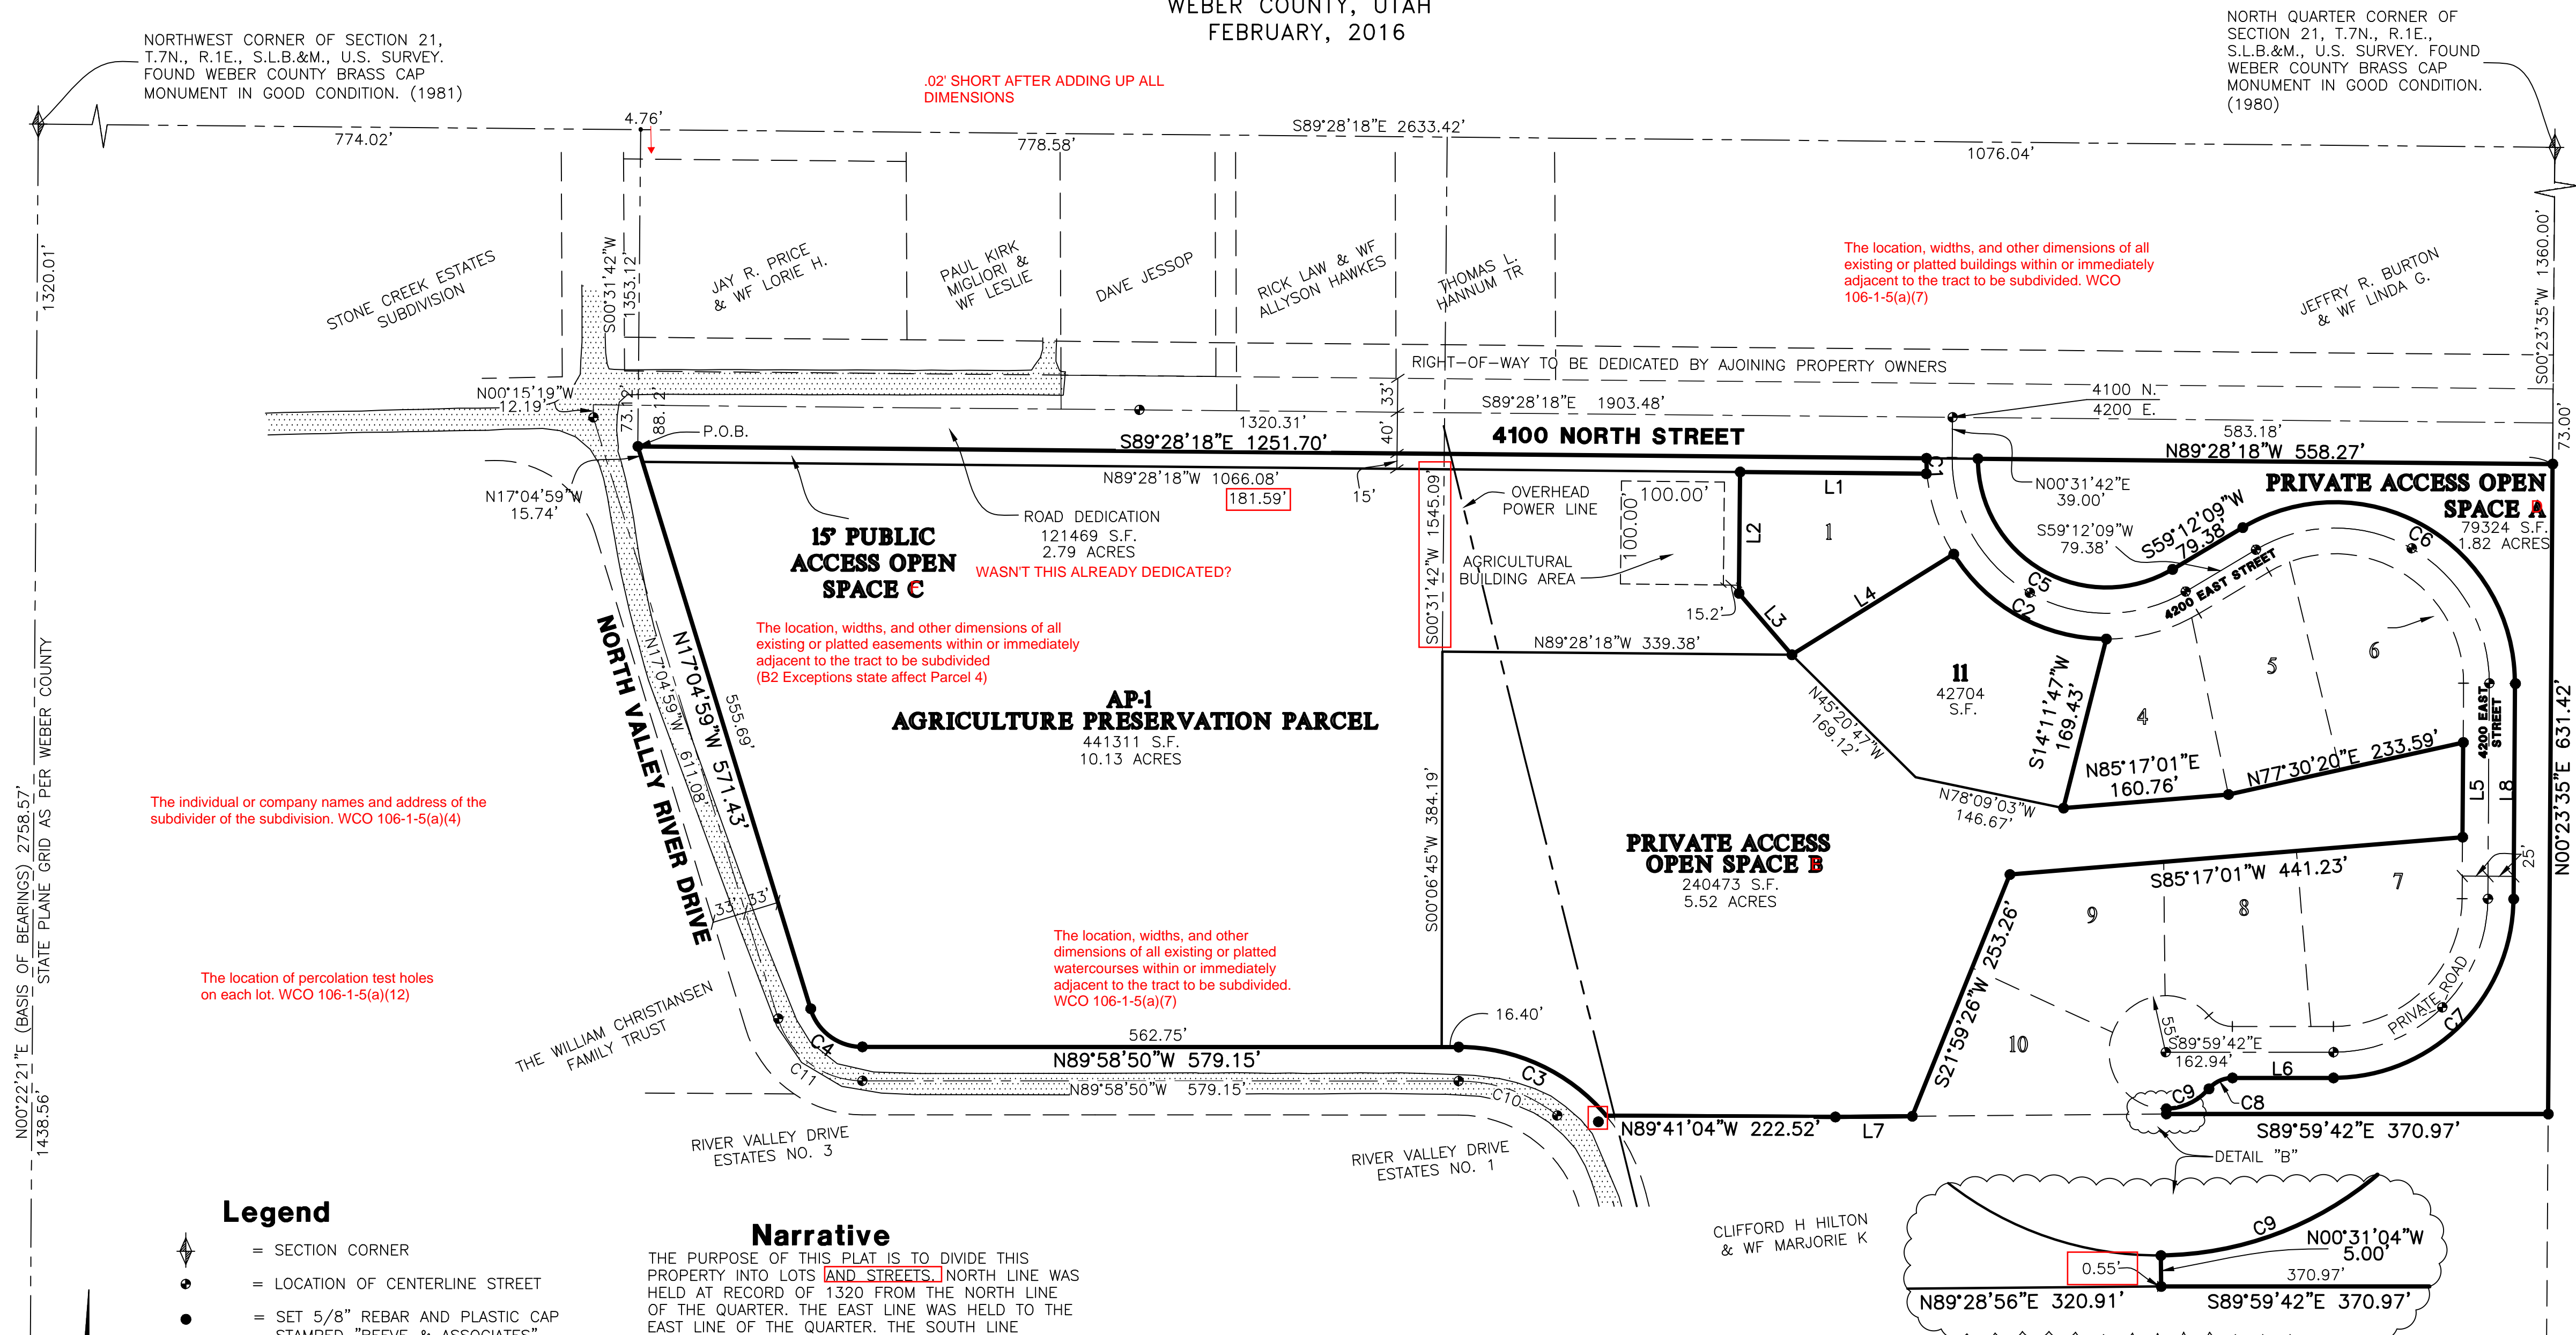 WEBER COUNTY, UTAH
FEBRUARY, 2016
NORTHWEST CORNER OF SECTION 21,
T.7N., R.1E., S.L.B.&M., U.S. SURVEY.
FOUND WEBER COUNTY BRASS CAP
MONUMENT IN GOOD CONDITION. (1981)
.02' SHORT AFTER ADDING UP ALL
DIMENSIONS
NORTH QUARTER CORNER OF
SECTION 21, T.7N., R.1E.,
S.L.B.&M., U.S. SURVEY. FOUND
WEBER COUNTY BRASS CAP
MONUMENT IN GOOD CONDITION.
(1980)
774.02'
4.76'
778.58'
S89°28'18"E 2633.42'
1076.04'
1320.01'
STONE CREEK ESTATES
SUBDIVISION
S00°31'42"W
1353.12'
JAY R. PRICE
& WF LORIE H.
PAUL KIRK
MIGLIORI &
WF LESLIE
DAVE JESSOP
RICK LAW & WF
ALLYSON HAWKES
THOMAS L.
HANNUM TR
The location, widths, and other dimensions of all
existing or platted buildings within or immediately
adjacent to the tract to be subdivided. WCO
106-1-5(a)(7)
JEFFRY R. BURTON
& WF LINDA G.
S00°23'35"W 1360.00'
RIGHT-OF-WAY TO BE DEDICATED BY AJOINING PROPERTY OWNERS
N00°15'19"W
12.19'
73.12'
88.12'
P.O.B.
1320.31'
S89°28'18"E 1251.70'
33'
40'
S89°28'18"E 1903.48'
4100 NORTH STREET
4100 N.
4200 E.
583.18'
N89°28'18"W 558.27'
73.00'
N17°04'59"W
15.74'
N89°28'18"W 1066.08'
181.59'
15'
S00°31'42"W 1545.09'
OVERHEAD
POWER LINE
100.00'
100.00'
AGRICULTURAL
BUILDING AREA
15.2'
L1
L2
L3
L4
C1
1
N00°31'42"E
39.00'
PRIVATE ACCESS OPEN
SPACE A
79324 S.F.
1.82 ACRES
S59°12'09"W
79.38'
S59°12'09"W
79.38'
4200 EAST STREET
C5
C2
C6
15' PUBLIC
ACCESS OPEN
SPACE C
ROAD DEDICATION
121469 S.F.
2.79 ACRES
WASN'T THIS ALREADY DEDICATED?
The location, widths, and other dimensions of all
existing or platted easements within or immediately
adjacent to the tract to be subdivided
(B2 Exceptions state affect Parcel 4)
NORTH VALLEY RIVER DRIVE
N17°04'59"W 611.08'
N17°04'59"W 571.43'
555.69'
AP-1
AGRICULTURE PRESERVATION PARCEL
441311 S.F.
10.13 ACRES
N89°28'18"W 339.38'
N45°20'47"W
169.12'
N78°09'03"W
146.67'
11
42704
S.F.
S14°11'47"W
169.43'
4
5
6
4200 EAST
STREET
N85°17'01"E
160.76'
N77°30'20"E 233.59'
L5
L8
N00°23'35"E 631.42'
25'
S00°06'45"W 384.19'
PRIVATE ACCESS
OPEN SPACE B
240473 S.F.
5.52 ACRES
S85°17'01"W 441.23'
7
8
9
10
S21°59'26"W 253.26'
PRIVATE ROAD
C7
55'
S89°59'42"E
162.94'
L6
C9
C8
N00°22'21"E (BASIS OF BEARINGS) 2758.57'
STATE PLANE GRID AS PER WEBER COUNTY
1438.56'
The individual or company names and address of the
subdivider of the subdivision. WCO 106-1-5(a)(4)
The location of percolation test holes
on each lot. WCO 106-1-5(a)(12)
The location, widths, and other
dimensions of all existing or platted
watercourses within or immediately
adjacent to the tract to be subdivided.
WCO 106-1-5(a)(7)
33'
33'
THE WILLIAM CHRISTIANSEN
FAMILY TRUST
C4
C11
562.75'
N89°58'50"W 579.15'
N89°58'50"W 579.15'
16.40'
C3
C10
N89°41'04"W 222.52'
L7
S89°59'42"E 370.97'
DETAIL "B"
RIVER VALLEY DRIVE
ESTATES NO. 3
RIVER VALLEY DRIVE
ESTATES NO. 1
CLIFFORD H HILTON
& WF MARJORIE K
C9
N00°31'04"W
5.00'
0.55'
370.97'
N89°28'56"E 320.91'
S89°59'42"E 370.97'
Legend
= SECTION CORNER
= LOCATION OF CENTERLINE STREET
= SET 5/8" REBAR AND PLASTIC CAP
STAMPED "REEVE & ASSOCIATES"
Narrative
THE PURPOSE OF THIS PLAT IS TO DIVIDE THIS
PROPERTY INTO LOTS AND STREETS. NORTH LINE WAS
HELD AT RECORD OF 1320 FROM THE NORTH LINE
OF THE QUARTER. THE EAST LINE WAS HELD TO THE
EAST LINE OF THE QUARTER. THE SOUTH LINE